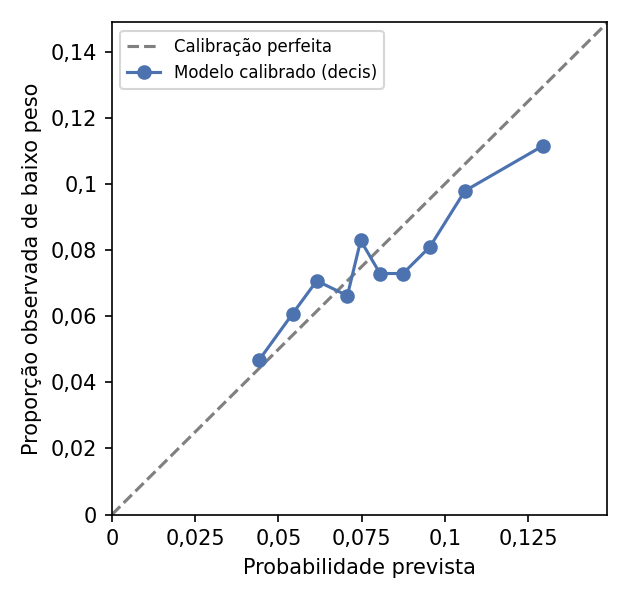 Calibração perfeita
Modelo calibrado (decis)
Proporção observada de baixo peso
0,14
0,12
0,1
0,08
0,06
0,04
0,02
0
0 0,025 0,05 0,075 0,1 0,125
Probabilidade prevista